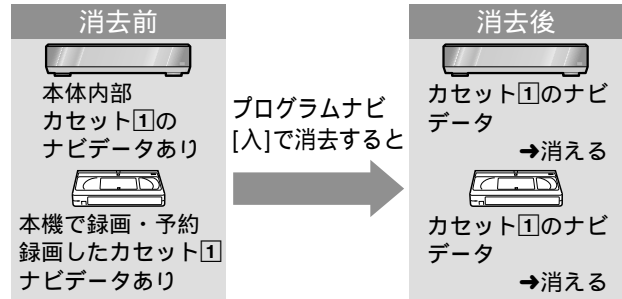 消去前
本体内部
カセット1の
ナビデータあり
本機で録画・予約
録画したカセット1
ナビデータあり
プログラムナビ
[入]で消去すると
消去後
カセット1のナビ
データ
➜消える
カセット1のナビ
データ
➜消える